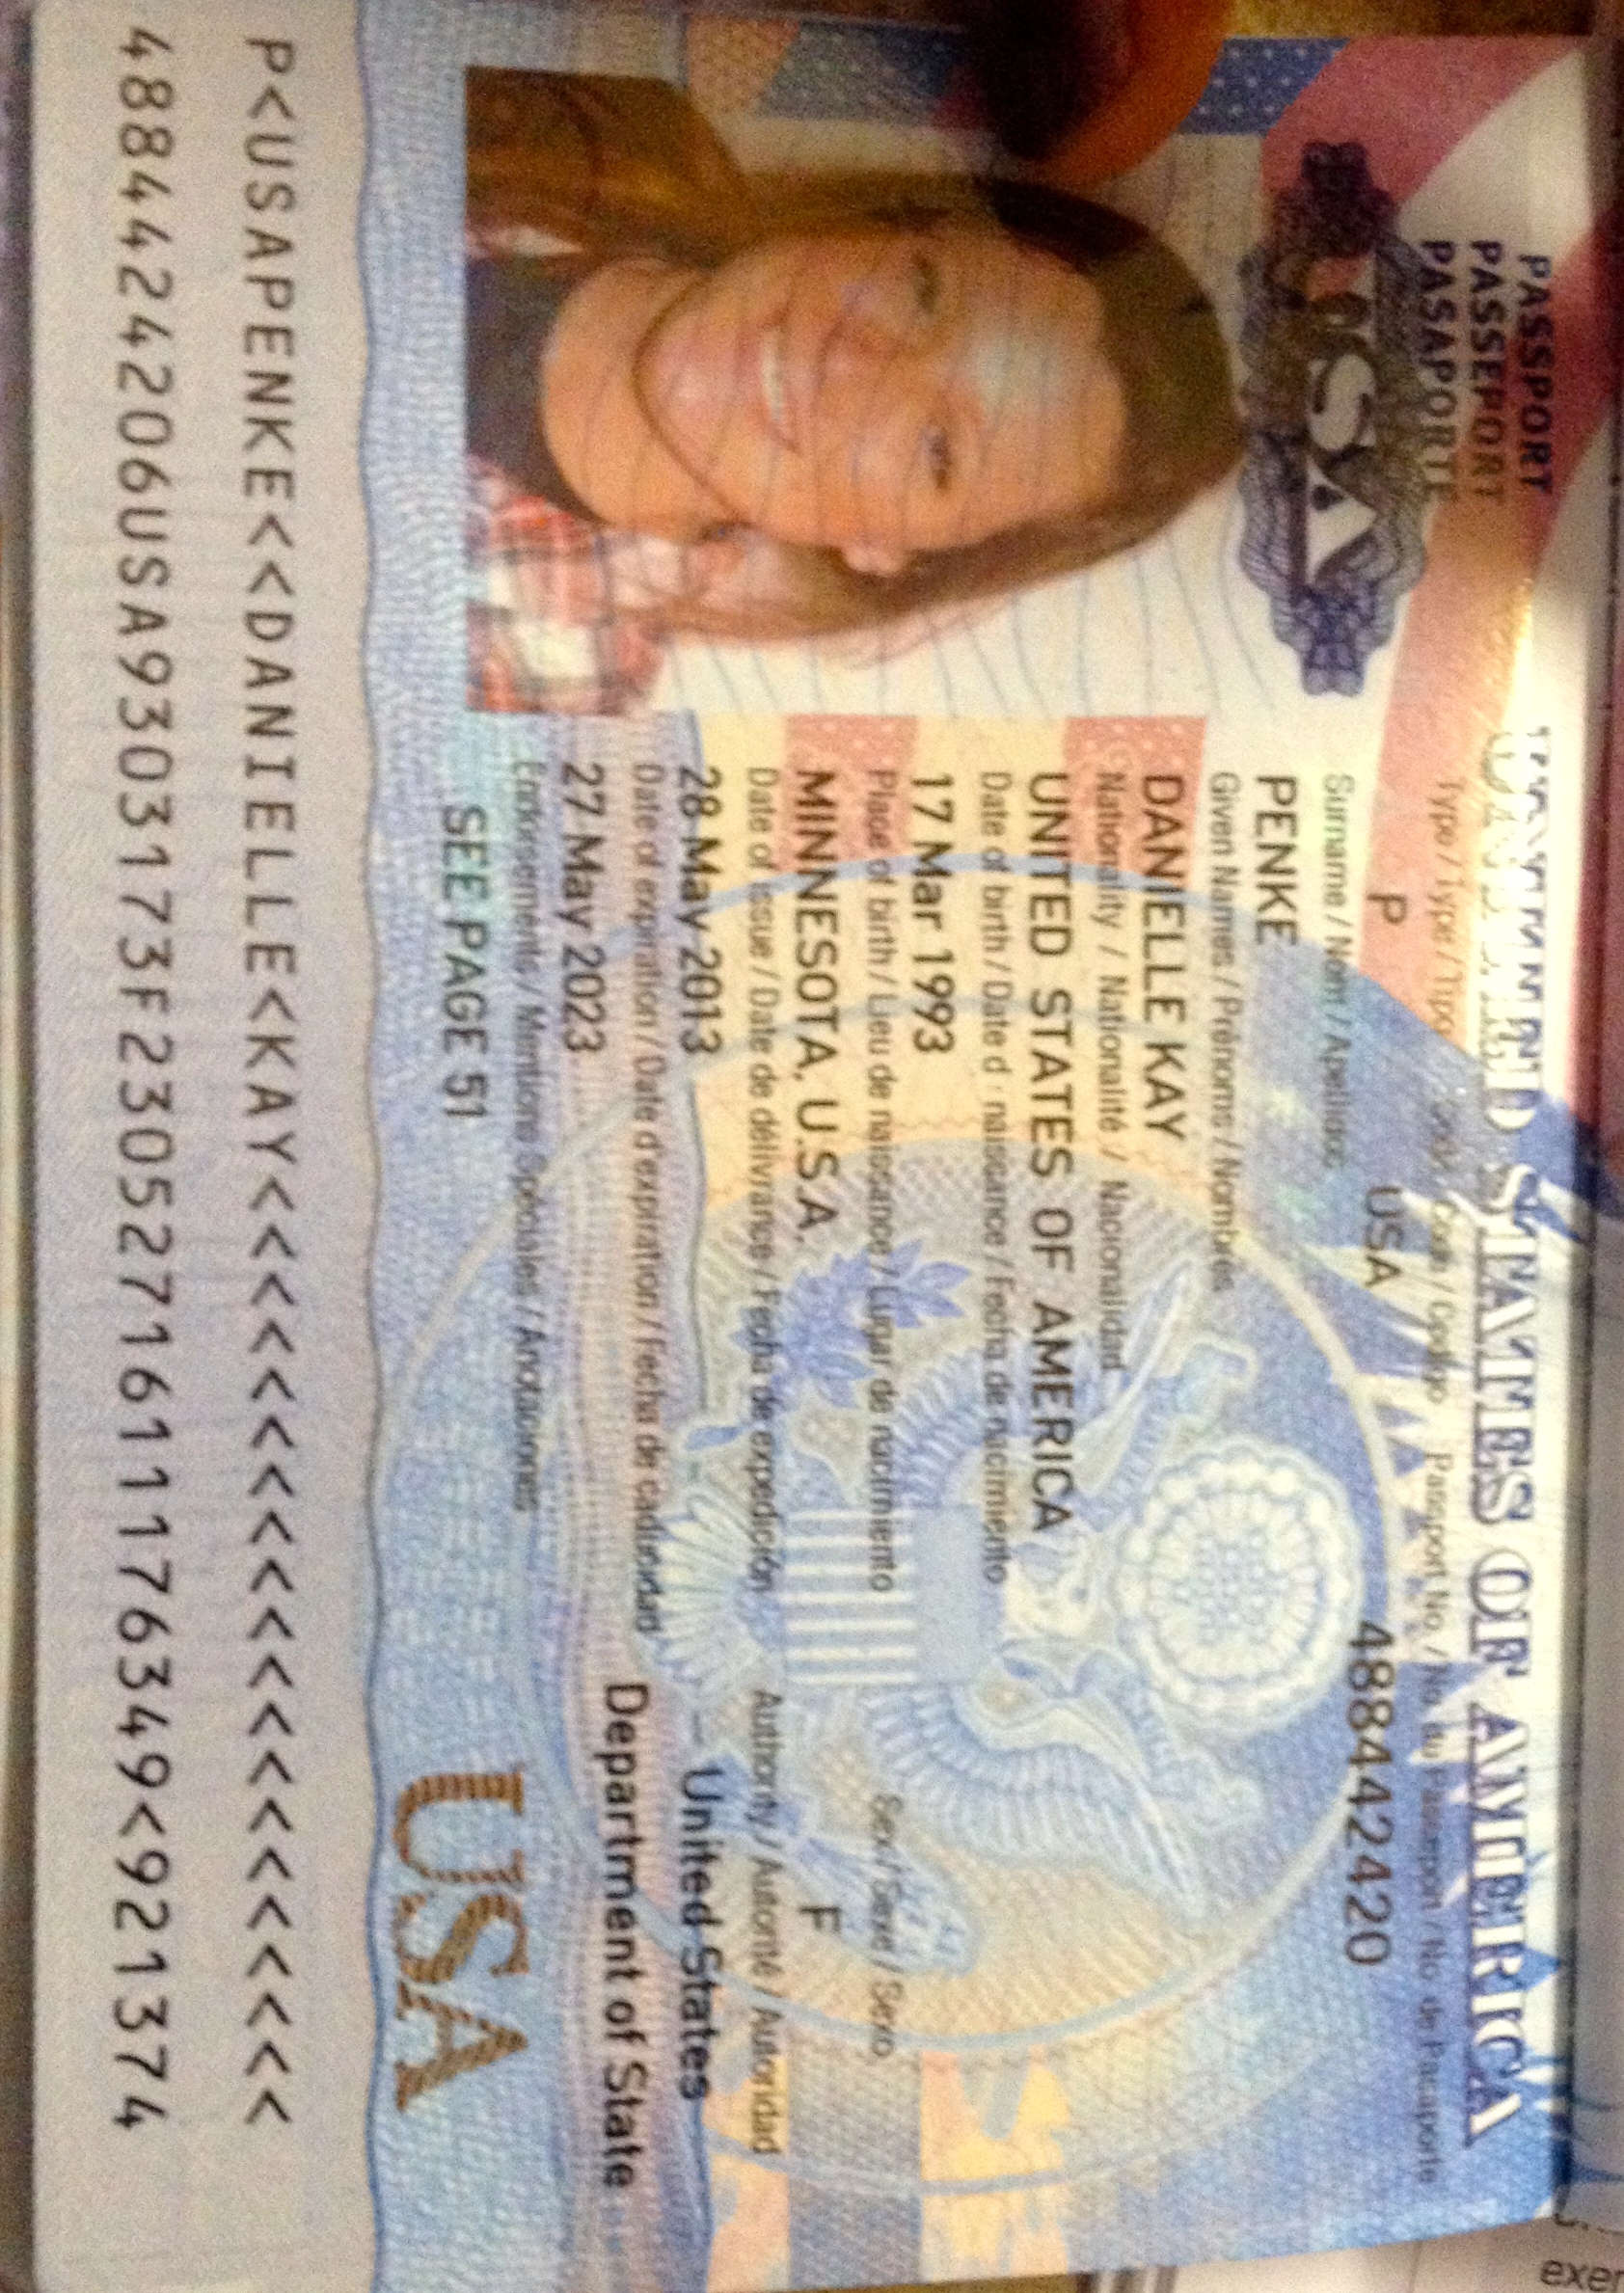 PASSPORT
PASSEPORT
PASAPORTE
USA
UNITED STATES OF AMERICA
Type / Type / Tipo Code / Código Passport No. / No. du Passeport / No. de Pasaporte
P USA 488442420
Surname / Nom / Apellidos
PENKE
Given Names / Prénoms / Nombres
DANIELLE KAY
Nationality / Nationalité / Nacionalidad
UNITED STATES OF AMERICA
Date of birth / Date de naissance / Fecha de nacimiento
17 Mar 1993
Place of birth / Lieu de naissance / Lugar de nacimiento Sex / Sexe / Sexo
MINNESOTA, U.S.A. F
Date of issue / Date de délivrance / Fecha de expedición Authority / Autorité / Autoridad
28 May 2013 United States
Date of expiration / Date d'expiration / Fecha de caducidad Department of State
27 May 2023
Endorsements / Mentions Spéciales / Anotaciones
SEE PAGE 51
USA
P<USAPENKE<<DANIELLE<KAY<<<<<<<<<<<<<<<<<<<<
4884424206USA9303173F2305271611176349<921374